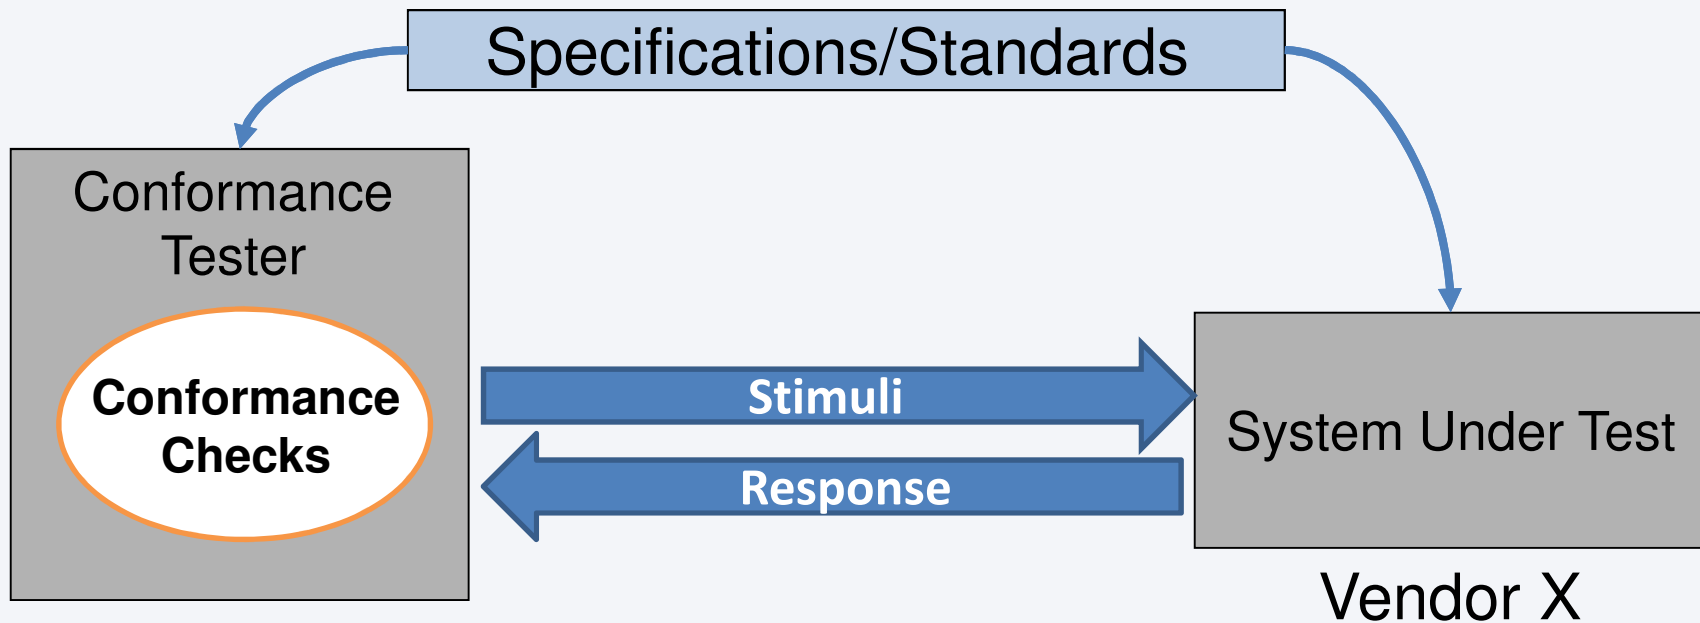 Specifications/Standards
Conformance
Tester
Conformance
Checks
Stimuli
Response
System Under Test
Vendor X